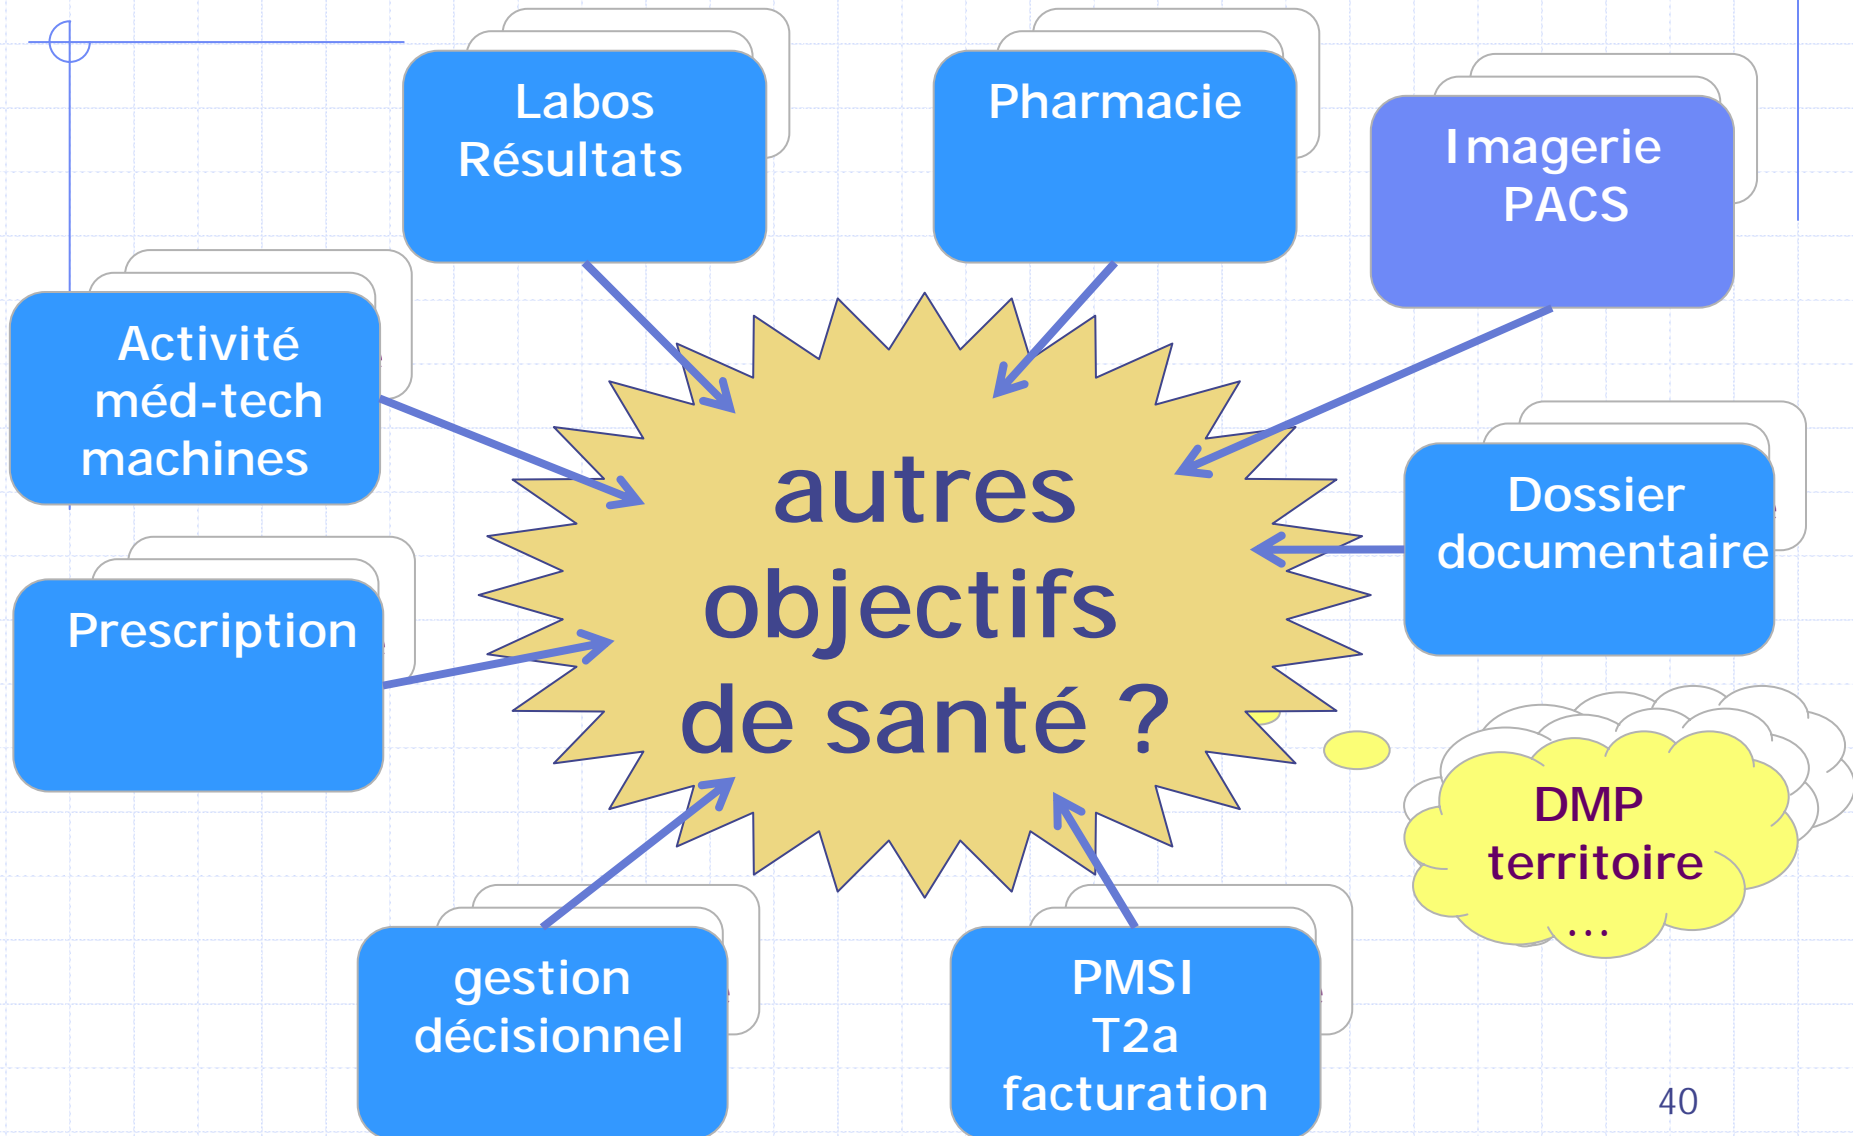 Labos
Résultats
Pharmacie
Imagerie
PACS
Activité
méd-tech
machines
Dossier
documentaire
Prescription
autres
objectifs
de santé ?
DMP
territoire
...
gestion
décisionnel
PMSI
T2a
facturation
40